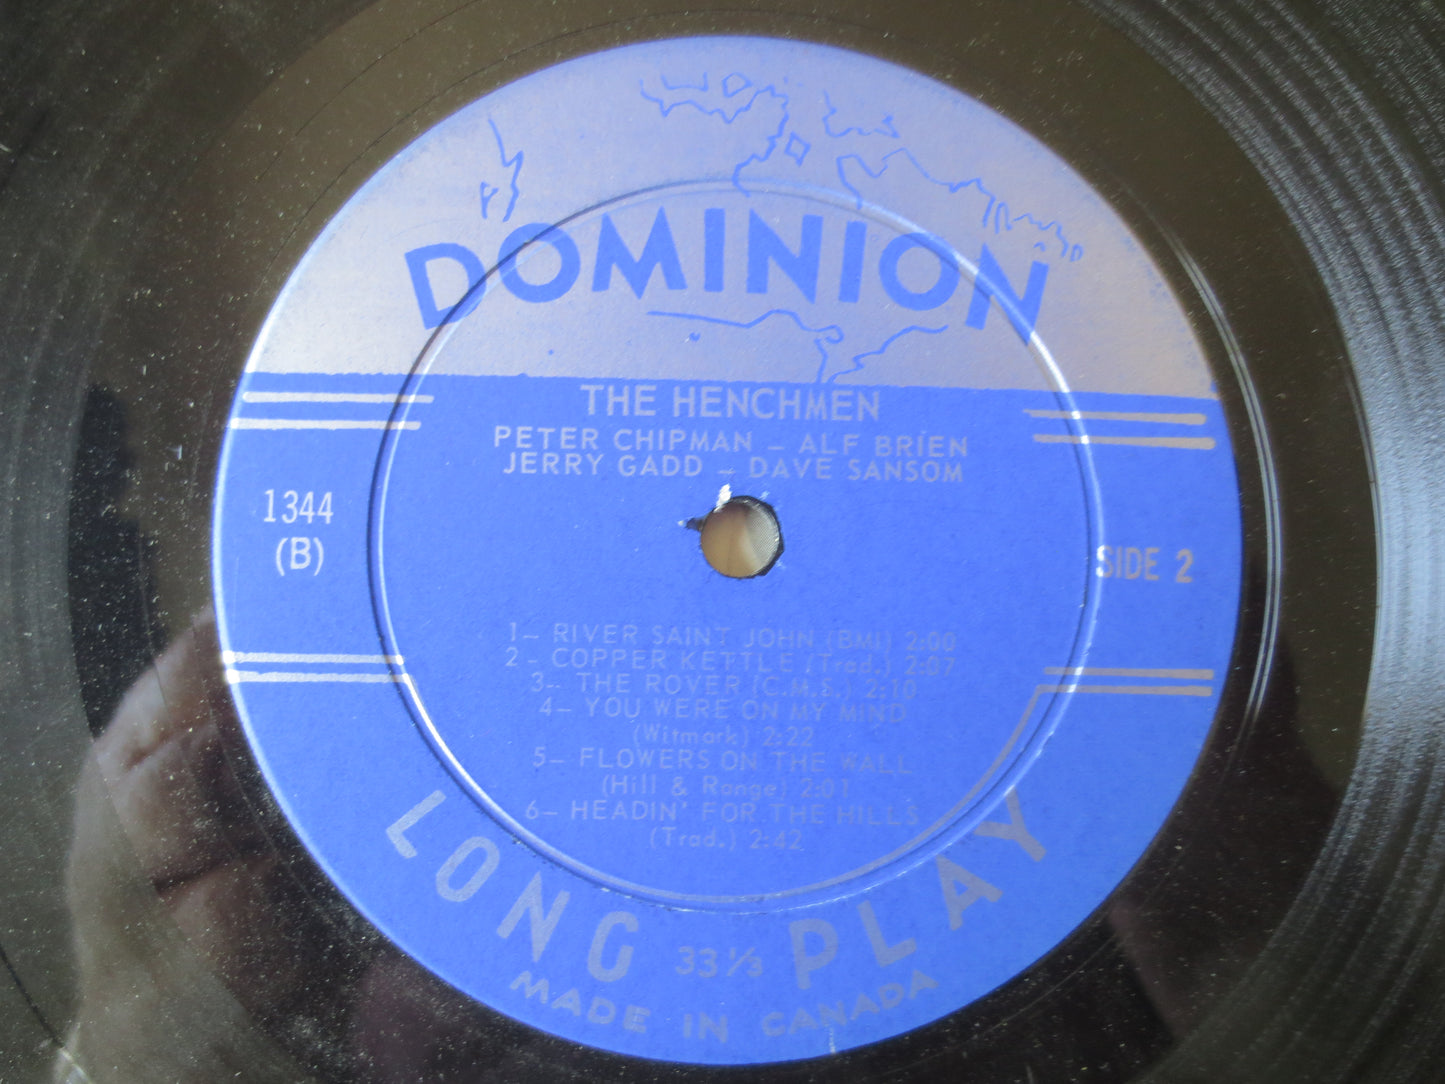 DOMINION
THE HENCHMEN
PETER CHIPMAN - ALF BRIEN
JERRY GADD - DAVE SANSOM
1344
(B)
SIDE 2
1- RIVER SAINT JOHN (BMI) 2:00
2- COPPER KETTLE (Trad.) 2:07
3- THE ROVER (C.M.S.) 2:10
4- YOU WERE ON MY MIND
(Witmark) 2:22
5- FLOWERS ON THE WALL
(Hill & Range) 2:01
6- HEADIN' FOR THE HILLS
(Trad.) 2:42
LONG 33 1/3 PLAY
MADE IN CANADA